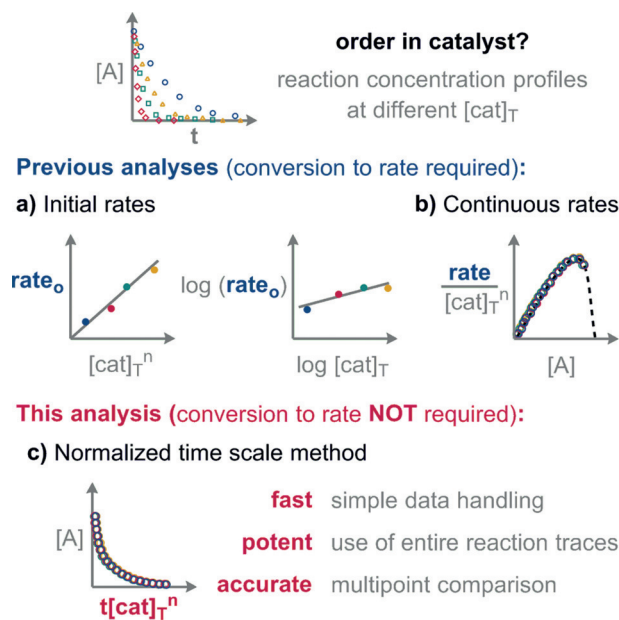 [A]
t
order in catalyst?
reaction concentration profiles
at different [cat]T
Previous analyses (conversion to rate required):
a) Initial rates
b) Continuous rates
rateo
[cat]Tn
log (rateo)
log [cat]T
rate
[cat]Tn
[A]
This analysis (conversion to rate NOT required):
c) Normalized time scale method
[A]
t[cat]Tn
fast simple data handling
potent use of entire reaction traces
accurate multipoint comparison